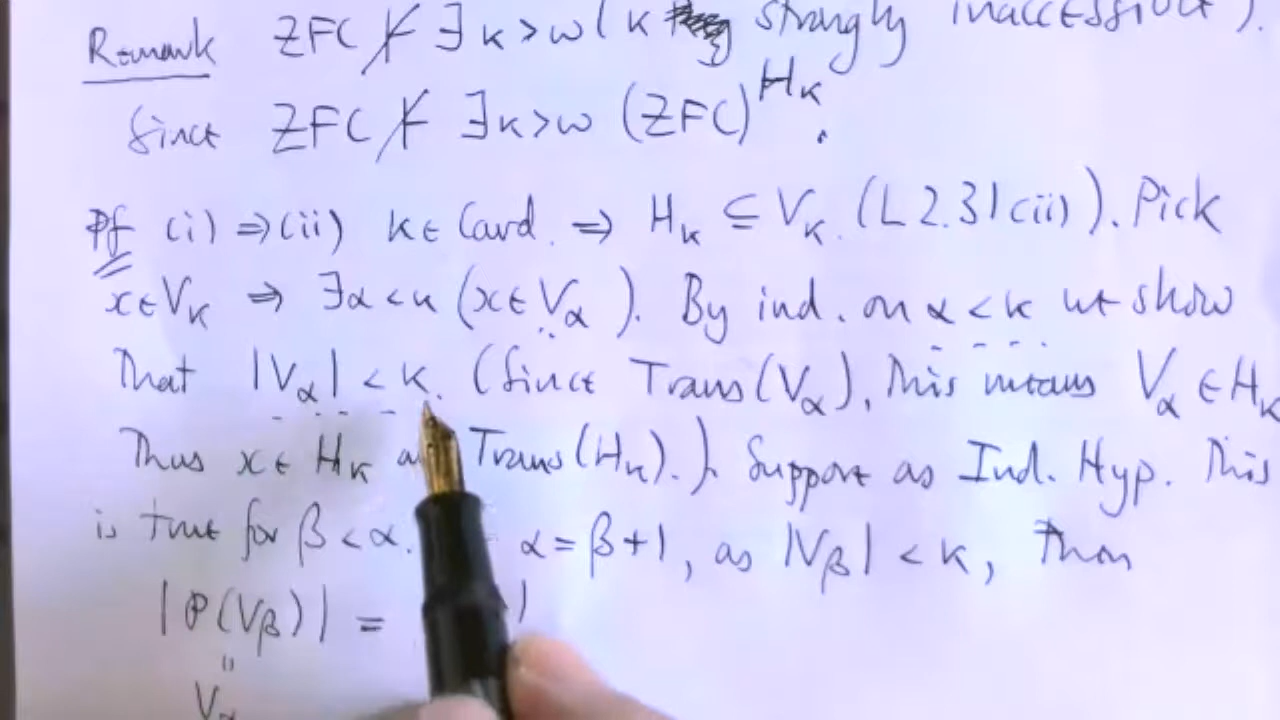 Remark ZFC ⊬ ∃κ>ω(κ strongly inaccessible).
Since ZFC ⊬ ∃κ>ω (ZFC)^{H_κ}.
Pf (i) ⇒ (ii) κ ∈ Card. ⇒ H_κ ⊆ V_κ. (L 2.31(ii)). Pick
x ∈ V_κ ⇒ ∃α<κ (x ∈ V_α). By ind. on α < κ we show
That |V_α| < κ. (Since Trans(V_α), This means V_α ∈ H_κ
Thus x ∈ H_κ as Trans(H_κ).). Suppose as Ind. Hyp. This
is true for β < α. α = β+1, as |V_β| < κ, then
|P(V_β)| = |
"
V_α